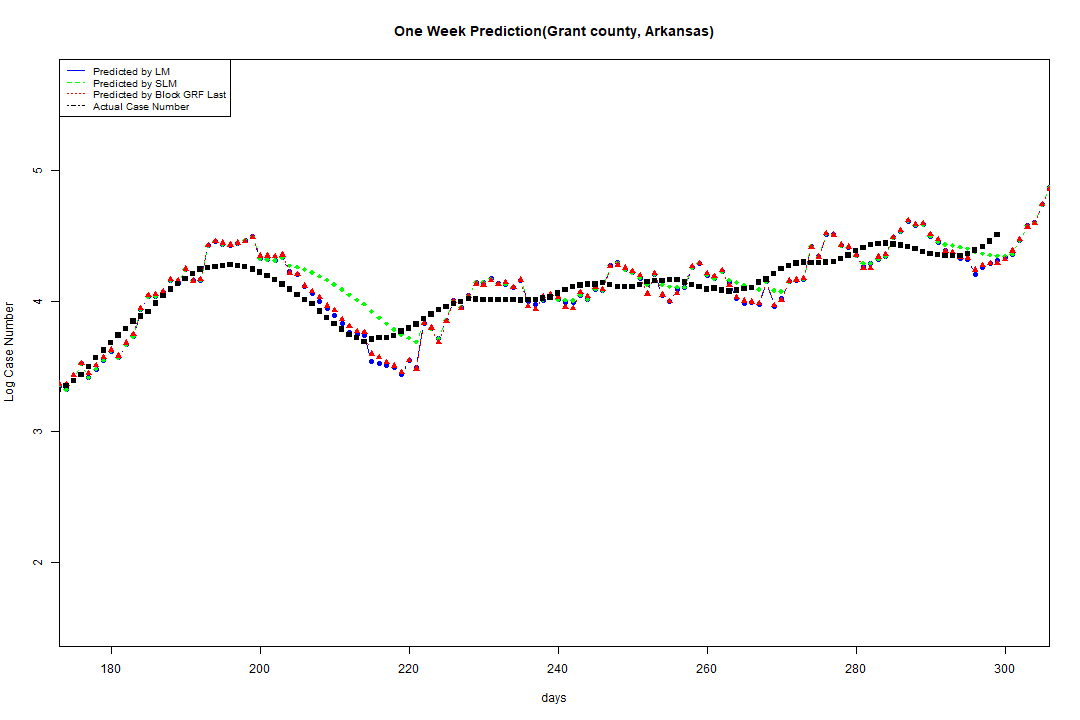 One Week Prediction(Grant county, Arkansas)
Predicted by LM
Predicted by SLM
Predicted by Block GRF Last
Actual Case Number
Log Case Number
5
4
3
2
180 200 220 240 260 280 300
days